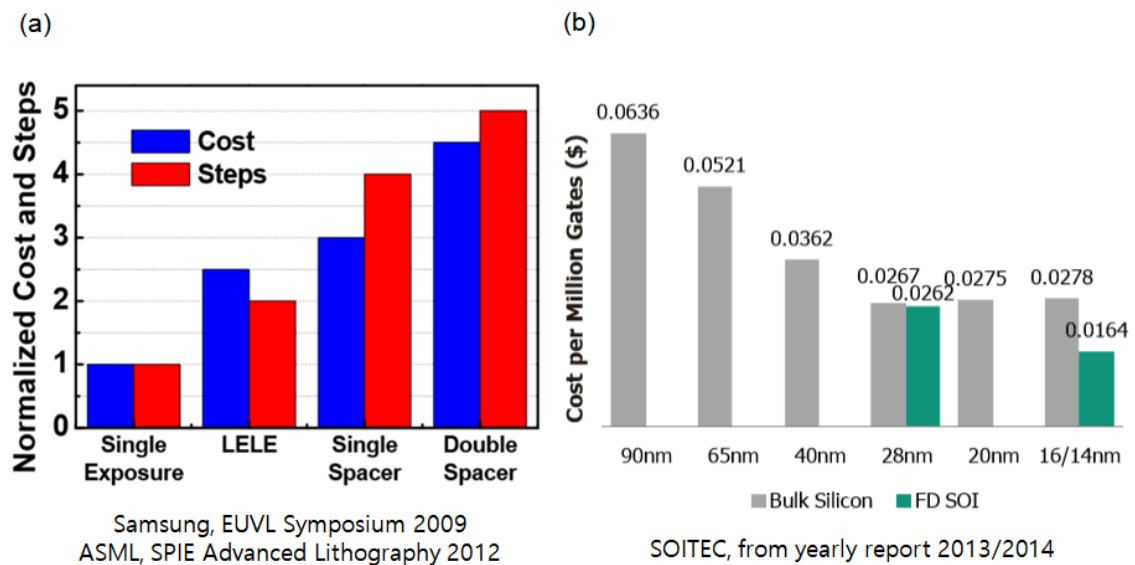 (a)
Normalized Cost and Steps
5
4
3
2
1
0
Cost
Steps
Single
Exposure
LELE
Single
Spacer
Double
Spacer
Samsung, EUVL Symposium 2009
ASML, SPIE Advanced Lithography 2012
(b)
Cost per Million Gates ($)
0.0636
0.0521
0.0362
0.0267
0.0262
0.0275
0.0278
0.0164
90nm
65nm
40nm
28nm
20nm
16/14nm
Bulk Silicon
FD SOI
SOITEC, from yearly report 2013/2014